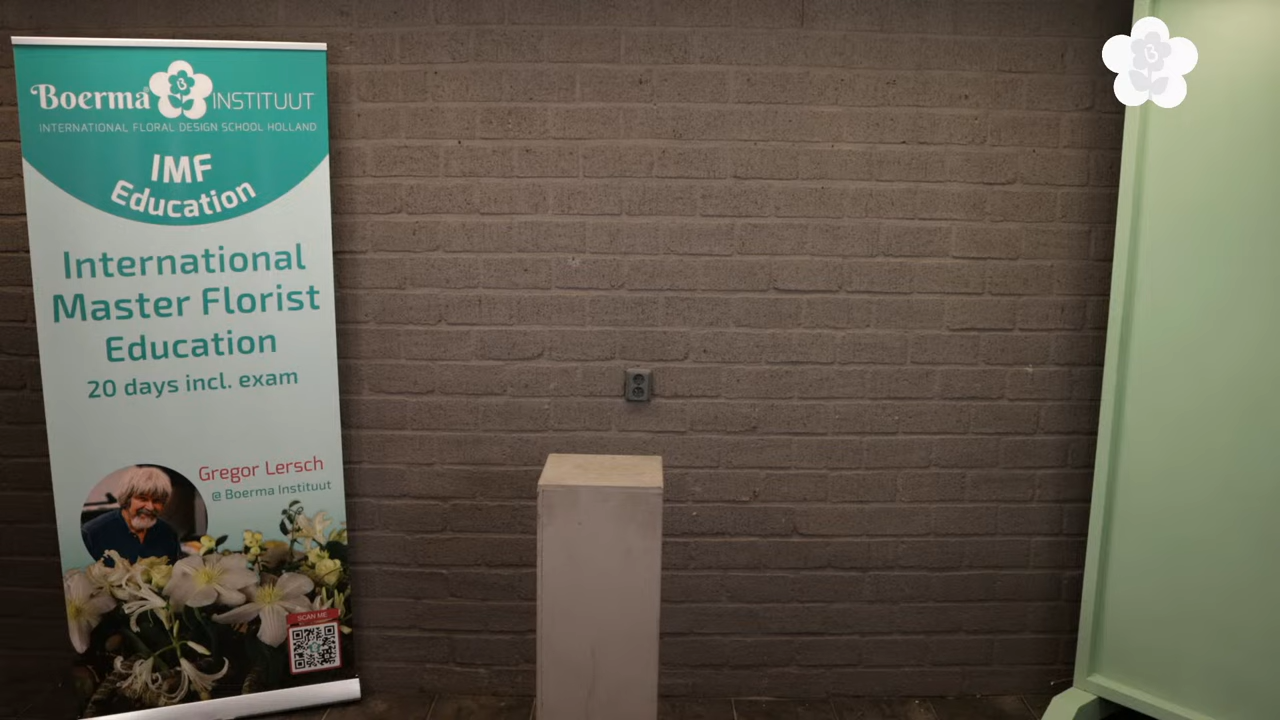 Boerma INSTITUUT
INTERNATIONAL FLORAL DESIGN SCHOOL HOLLAND
IMF
Education
International
Master Florist
Education
20 days incl. exam
Gregor Lersch
@ Boerma Instituut
SCAN ME